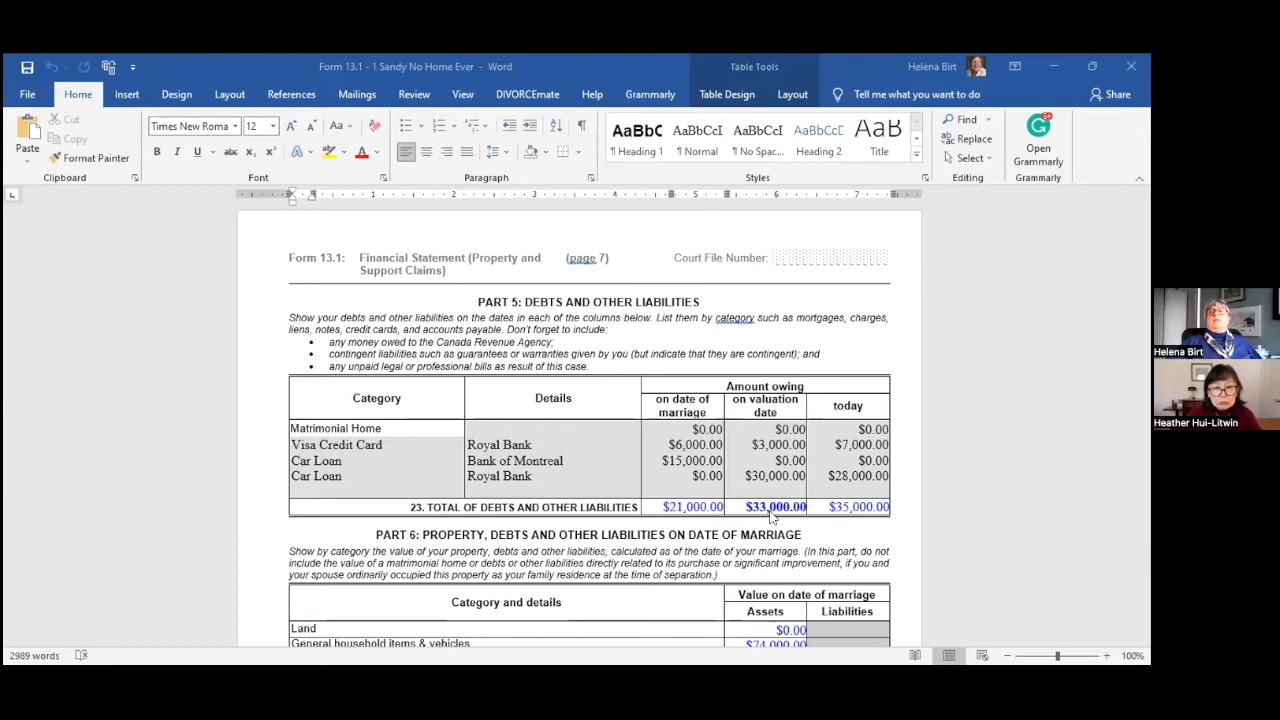 Form 13.1 - 1 Sandy No Home Ever - Word
Table Tools
Helena Birt
File Home Insert Design Layout References Mailings Review View DIVORCEmate Help Grammarly Table Design Layout Tell me what you want to do Share
Paste
Cut
Copy
Format Painter
Clipboard
Times New Roma 12
Font
Paragraph
AaBbC AaBbCcI AaBbCcI AaBbCcI AaB
¶ Heading 1 ¶ Normal ¶ No Spac... Heading 2 Title
Styles
Find
Replace
Select
Editing
Open
Grammarly
Grammarly
1 2 3 4 5 6 7
Form 13.1: Financial Statement (Property and Support Claims) (page 7) Court File Number:
PART 5: DEBTS AND OTHER LIABILITIES
Show your debts and other liabilities on the dates in each of the columns below. List them by category such as mortgages, charges,
liens, notes, credit cards, and accounts payable. Don't forget to include:
• any money owed to the Canada Revenue Agency;
• contingent liabilities such as guarantees or warranties given by you (but indicate that they are contingent); and
• any unpaid legal or professional bills as result of this case.
Category Details Amount owing
on date of marriage on valuation date today
Matrimonial Home $0.00 $0.00 $0.00
Visa Credit Card Royal Bank $6,000.00 $3,000.00 $7,000.00
Car Loan Bank of Montreal $15,000.00 $0.00 $0.00
Car Loan Royal Bank $0.00 $30,000.00 $28,000.00
23. TOTAL OF DEBTS AND OTHER LIABILITIES $21,000.00 $33,000.00 $35,000.00
PART 6: PROPERTY, DEBTS AND OTHER LIABILITIES ON DATE OF MARRIAGE
Show by category the value of your property, debts and other liabilities, calculated as of the date of your marriage. (In this part, do not
include the value of a matrimonial home or debts or other liabilities directly related to its purchase or significant improvement, if you and
your spouse ordinarily occupied this property as your family residence at the time of separation.)
Category and details Value on date of marriage
Assets Liabilities
Land $0.00
General household items & vehicles $74,000.00
2989 words 100%
Helena Birt
Heather Hui-Litwin